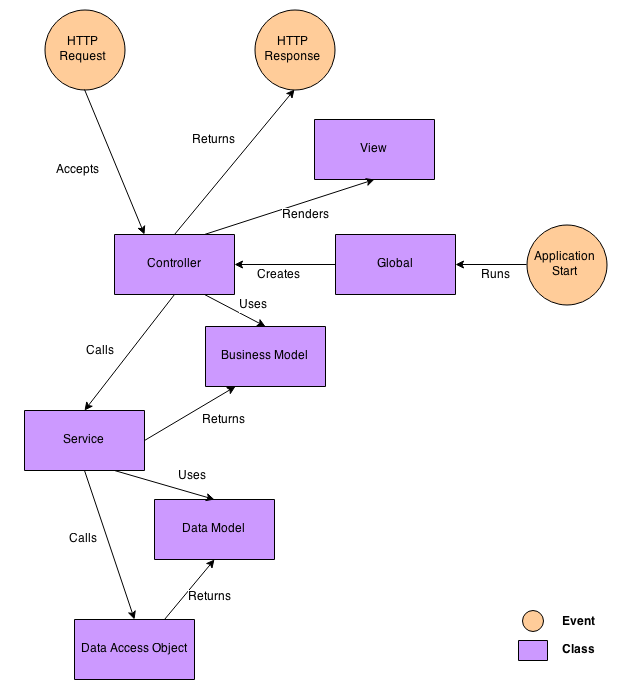 HTTP
Request
HTTP
Response
Returns
View
Accepts
Renders
Controller
Creates
Global
Runs
Application
Start
Uses
Calls
Business Model
Returns
Service
Uses
Data Model
Calls
Returns
Data Access Object
Event
Class